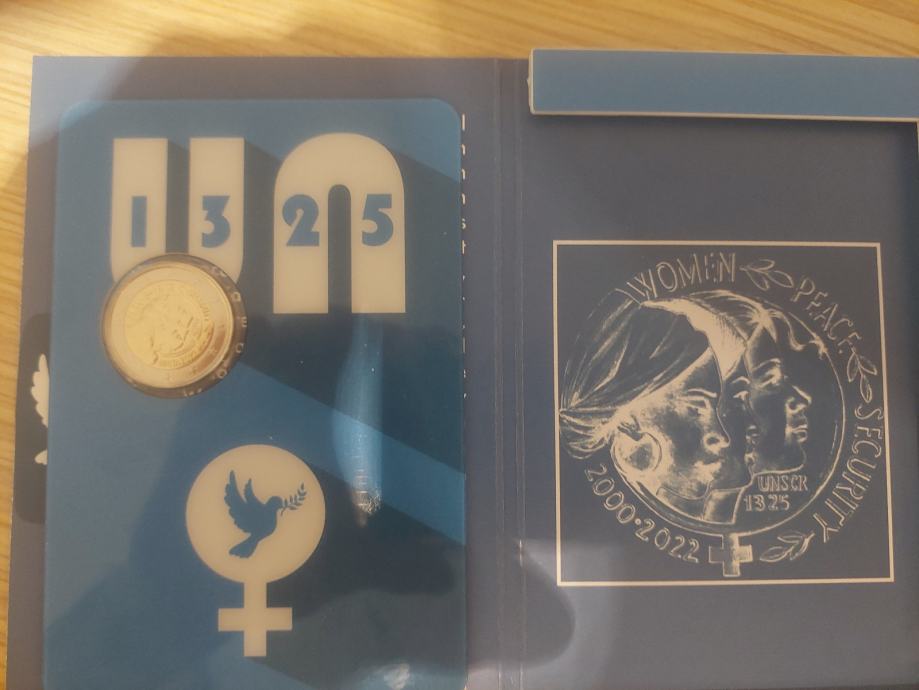 UN
1325
WOMEN PEACE SECURITY
UNSCR
1325
2000·2022